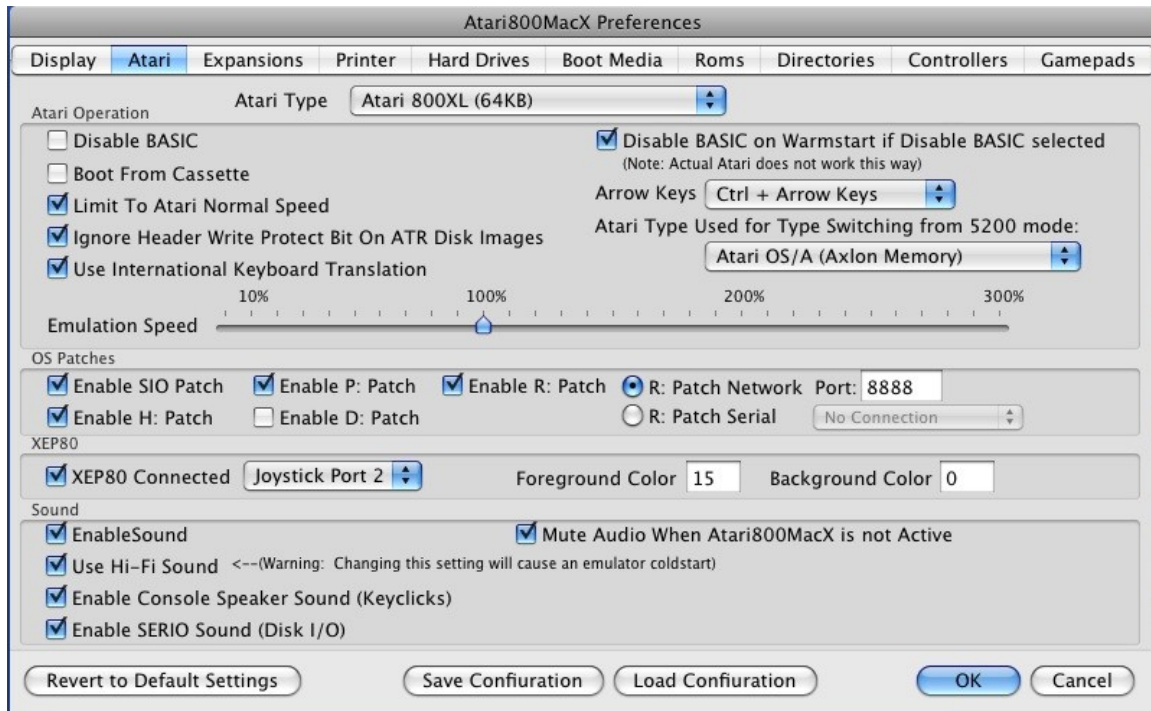 Atari800MacX Preferences
Display Atari Expansions Printer Hard Drives Boot Media Roms Directories Controllers Gamepads
Atari Type Atari 800XL (64KB)
Atari Operation
Disable BASIC
Disable BASIC on Warmstart if Disable BASIC selected
(Note: Actual Atari does not work this way)
Boot From Cassette
Arrow Keys Ctrl + Arrow Keys
Limit To Atari Normal Speed
Atari Type Used for Type Switching from 5200 mode:
Ignore Header Write Protect Bit On ATR Disk Images
Atari OS/A (Axlon Memory)
Use International Keyboard Translation
10% 100% 200% 300%
Emulation Speed
OS Patches
Enable SIO Patch Enable P: Patch Enable R: Patch R: Patch Network Port: 8888
Enable H: Patch Enable D: Patch R: Patch Serial No Connection
XEP80
XEP80 Connected Joystick Port 2 Foreground Color 15 Background Color 0
Sound
EnableSound Mute Audio When Atari800MacX is not Active
Use Hi-Fi Sound <--(Warning: Changing this setting will cause an emulator coldstart)
Enable Console Speaker Sound (Keyclicks)
Enable SERIO Sound (Disk I/O)
Revert to Default Settings Save Confiuration Load Confiuration OK Cancel